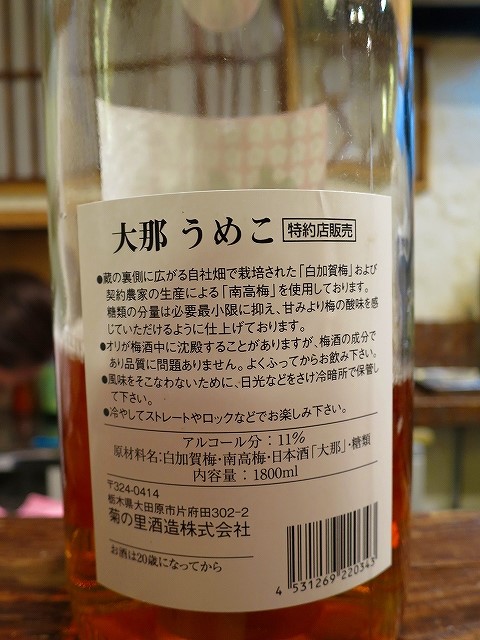 大那 うめこ 特約店販売
●蔵の裏側に広がる自社畑で栽培された「白加賀梅」および
契約農家の生産による「南高梅」を使用しております。
糖類の分量は必要最小限に抑え、甘みより梅の酸味を感
じていただけるように仕上げております。
●オリが梅酒中に沈殿することがありますが、梅酒の成分で
あり品質に問題ありません。よくふってからお飲み下さい。
●風味をそこなわないために、日光などをさけ冷暗所で保管し
て下さい。
●冷やしてストレートやロックなどでお楽しみ下さい。
アルコール分：11%
原材料名：白加賀梅・南高梅・日本酒「大那」・糖類
内容量：1800ml
〒324-0414
栃木県大田原市片府田302-2
菊の里酒造株式会社
お酒は20歳になってから
4 531269 220343